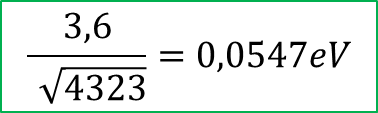 3,6
√4323
= 0,0547eV